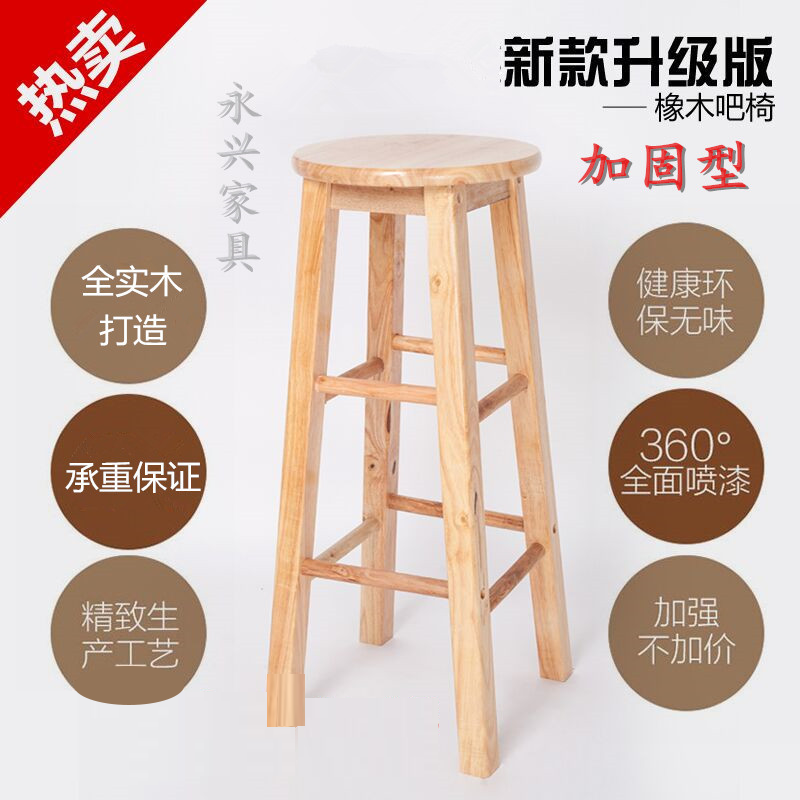 热卖
新款升级版
——橡木吧椅
加固型
永兴家具
全实木
打造
承重保证
精致生
产工艺
健康环
保无味
360°
全面喷漆
加强
不加价